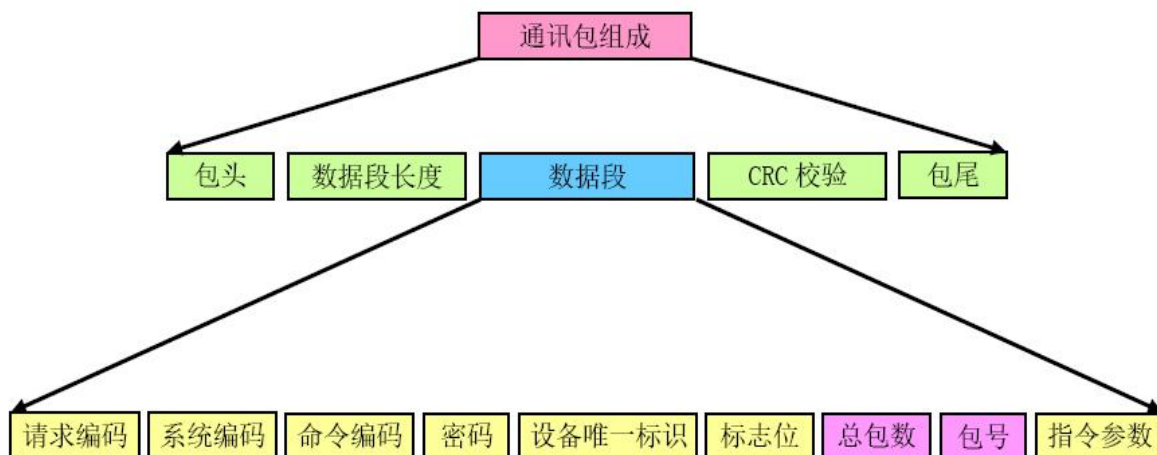 通讯包组成
包头 数据段长度 数据段 CRC 校验 包尾
请求编码 系统编码 命令编码 密码 设备唯一标识 标志位 总包数 包号 指令参数